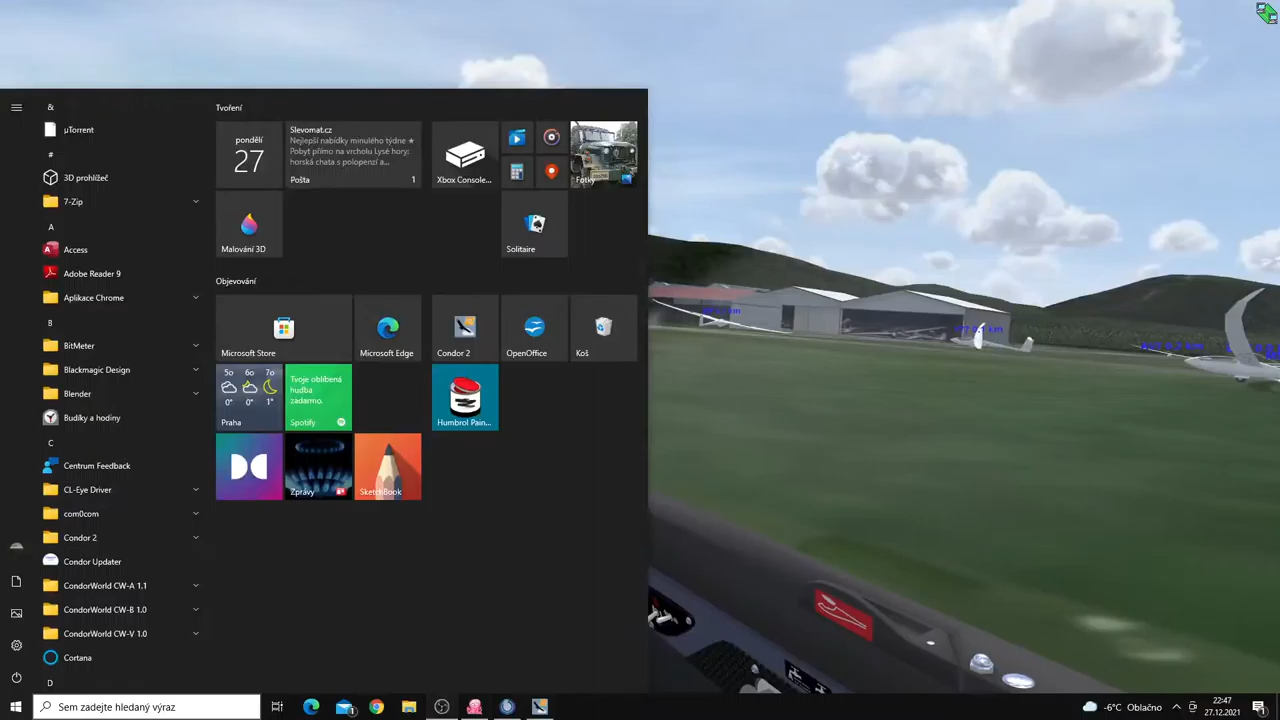 &
µTorrent
#
3D prohlížeč
7-Zip
A
Access
Adobe Reader 9
Aplikace Chrome
B
BitMeter
Blackmagic Design
Blender
Budíky a hodiny
C
Centrum Feedback
CL-Eye Driver
com0com
Condor 2
Condor Updater
CondorWorld CW-A 1.1
CondorWorld CW-B 1.0
CondorWorld CW-V 1.0
Cortana
D
Tvoření
pondělí
27
Slevomat.cz
Nejlepší nabídky minulého týdne ★
Pobyt přímo na vrcholu Lysé hory:
horská chata s polopenzí a...
Pošta 1
Xbox Console...
Fotky
Malování 3D
Solitaire
Objevování
Microsoft Store
Microsoft Edge
Condor 2
OpenOffice
Koš
5o 6o 7o
0° 0° 1°
Praha
Tvoje oblíbená
hudba
zadarmo.
Spotify
Humbrol Pain...
Zprávy
SketchBook
Sem zadejte hledaný výraz
1
-6°C Oblačno
22:47
27.12.2021
1